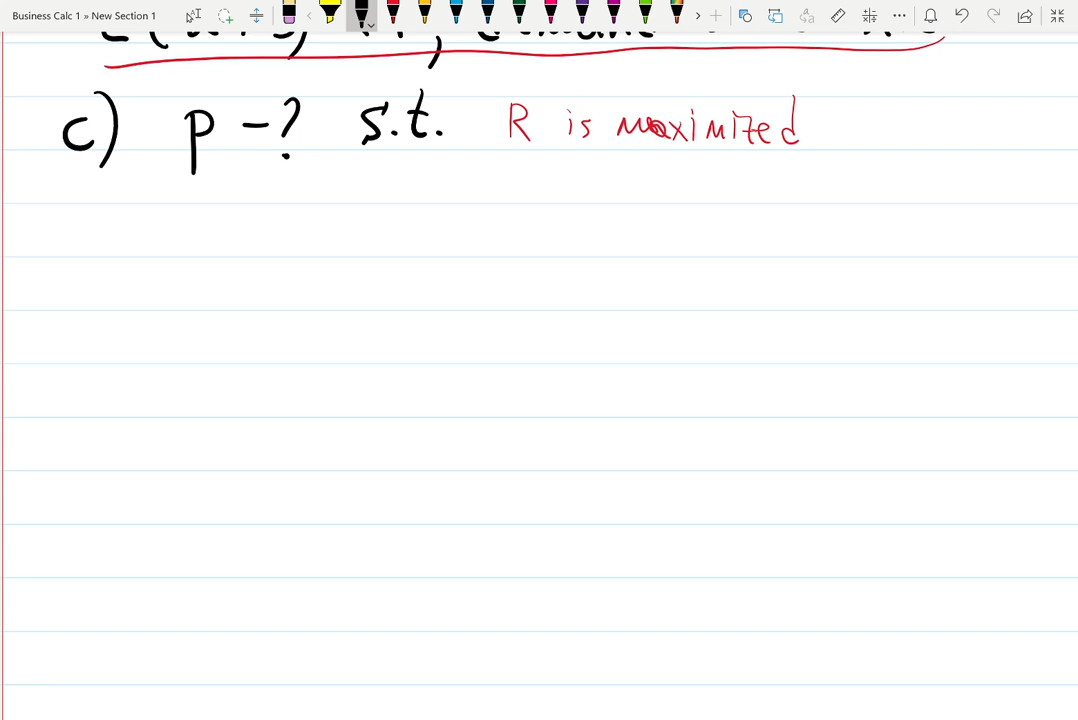 Business Calc 1 » New Section 1
c) p - ? s.t. R is maximized